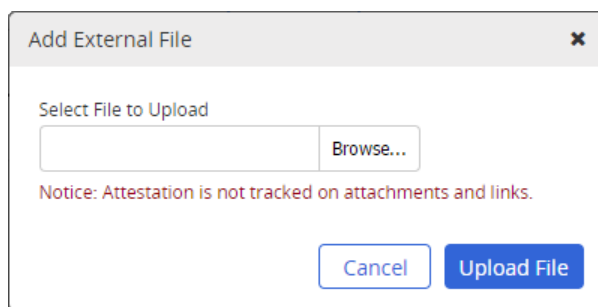 Add External File
Select File to Upload
Browse...
Notice: Attestation is not tracked on attachments and links.
Cancel Upload File